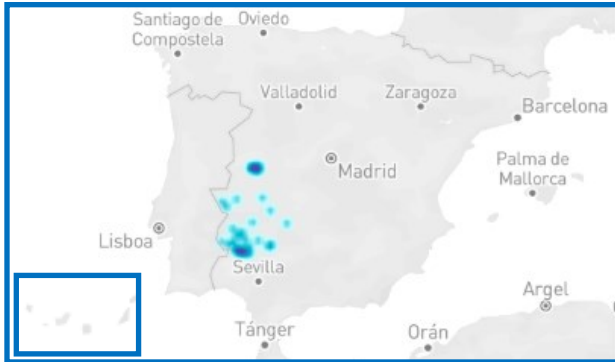 Santiago de
Compostela
Oviedo
Valladolid
Zaragoza
Barcelona
Madrid
Palma de
Mallorca
Lisboa
Sevilla
Argel
Tánger
Orán